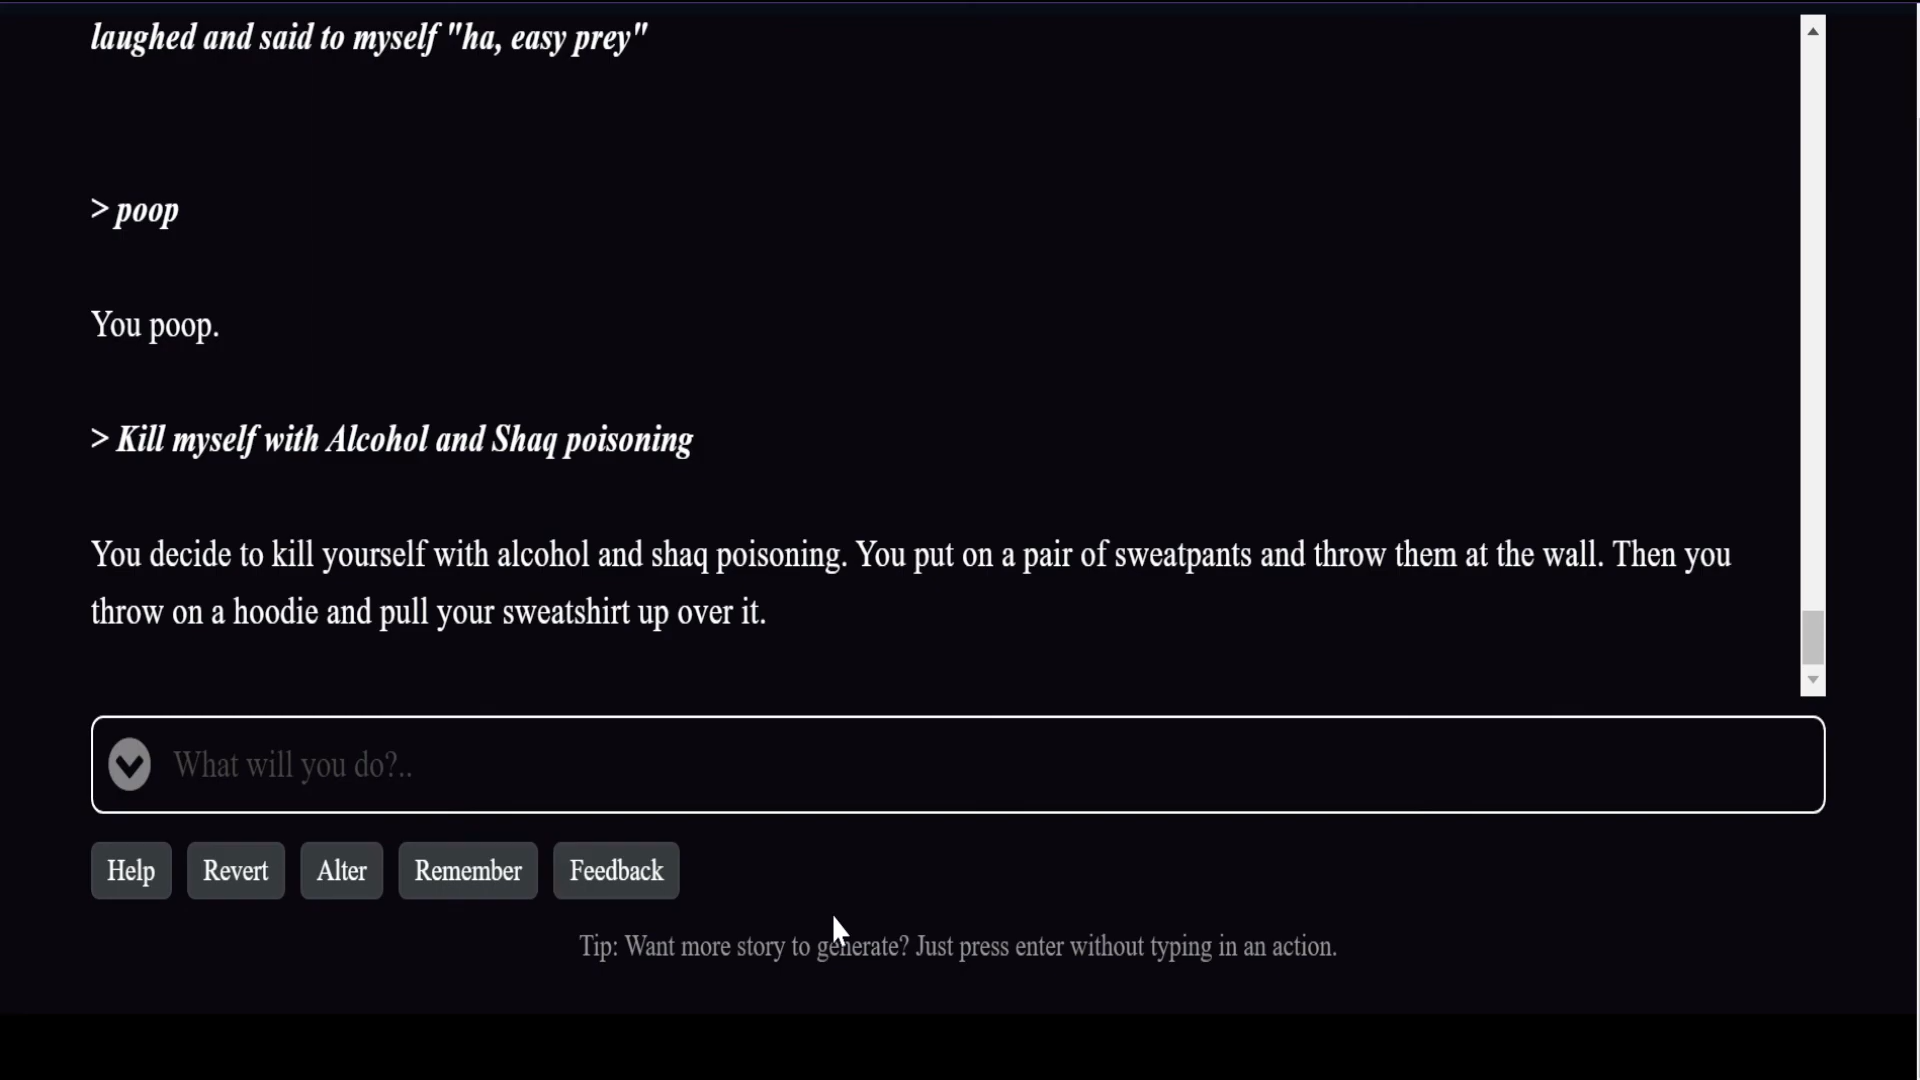 laughed and said to myself "ha, easy prey"
> poop
You poop.
> Kill myself with Alcohol and Shaq poisoning
You decide to kill yourself with alcohol and shaq poisoning. You put on a pair of sweatpants and throw them at the wall. Then you
throw on a hoodie and pull your sweatshirt up over it.
What will you do?..
Help Revert Alter Remember Feedback
Tip: Want more story to generate? Just press enter without typing in an action.